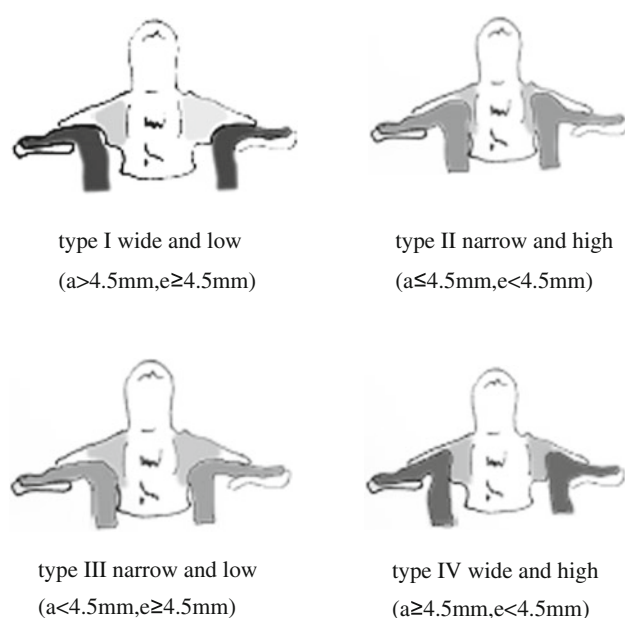 type I wide and low
(a>4.5mm,e≥4.5mm)
type II narrow and high
(a≤4.5mm,e<4.5mm)
type III narrow and low
(a<4.5mm,e≥4.5mm)
type IV wide and high
(a≥4.5mm,e<4.5mm)